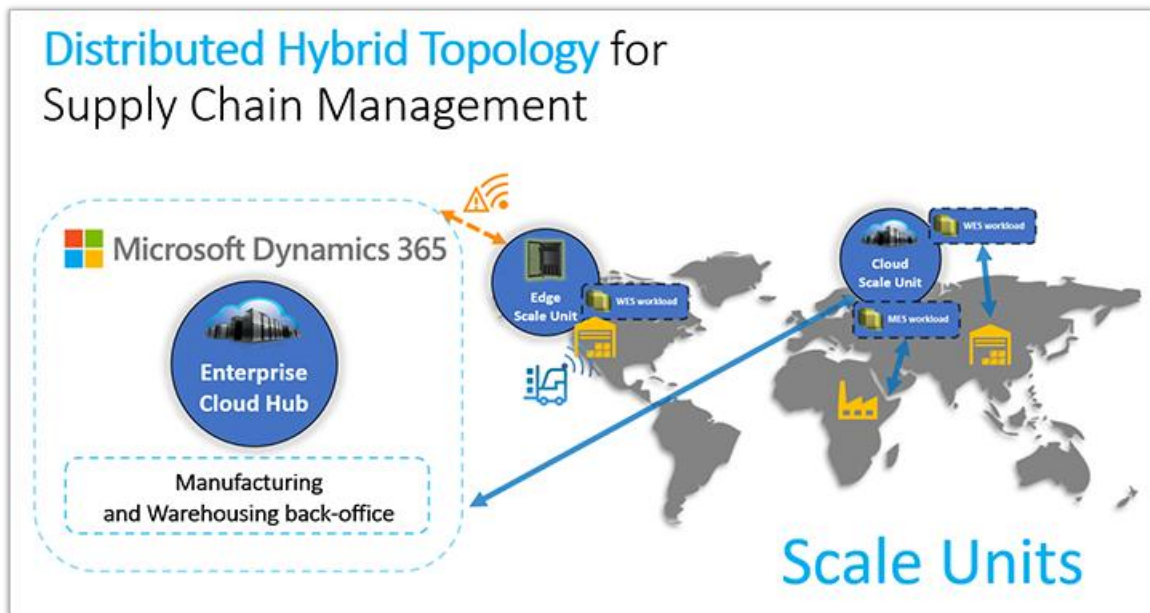 Distributed Hybrid Topology for
Supply Chain Management
Microsoft Dynamics 365
Enterprise
Cloud Hub
Manufacturing
and Warehousing back-office
Edge
Scale Unit
WES workload
Cloud
Scale Unit
WES workload
MES workload
Scale Units